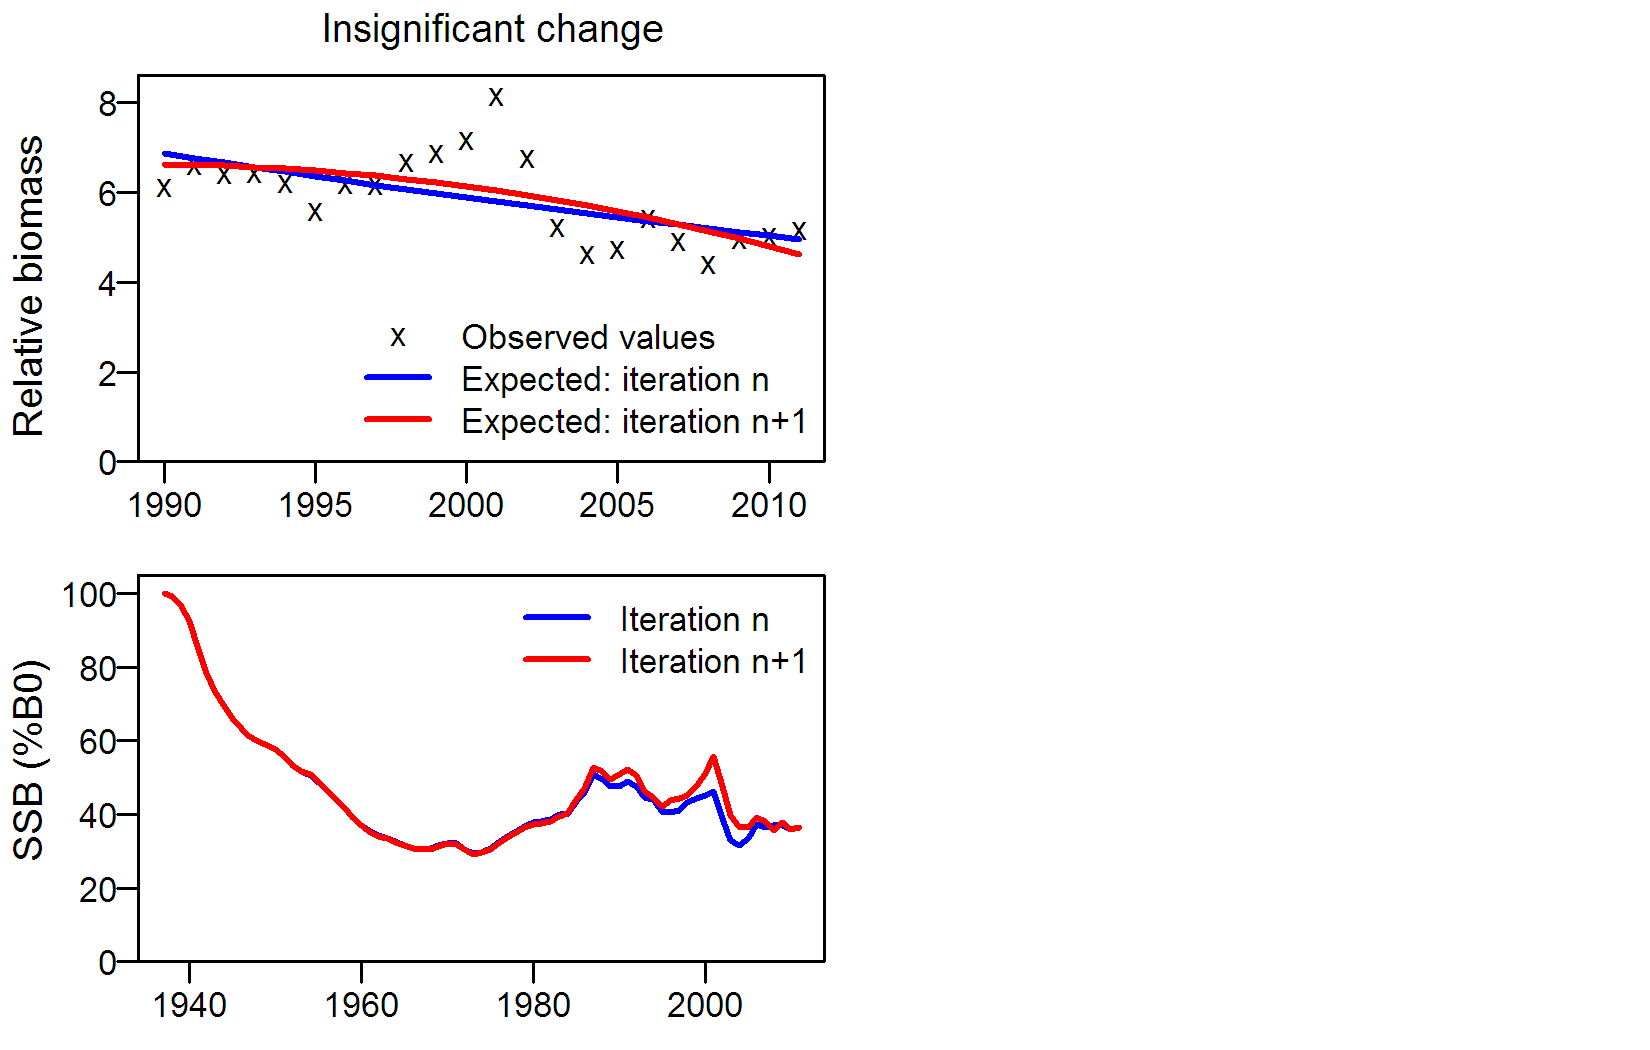 Insignificant change
Relative biomass
8
6
4
2
0
x Observed values
Expected: iteration n
Expected: iteration n+1
1990 1995 2000 2005 2010
SSB (%B0)
100
80
60
40
20
0
Iteration n
Iteration n+1
1940 1960 1980 2000